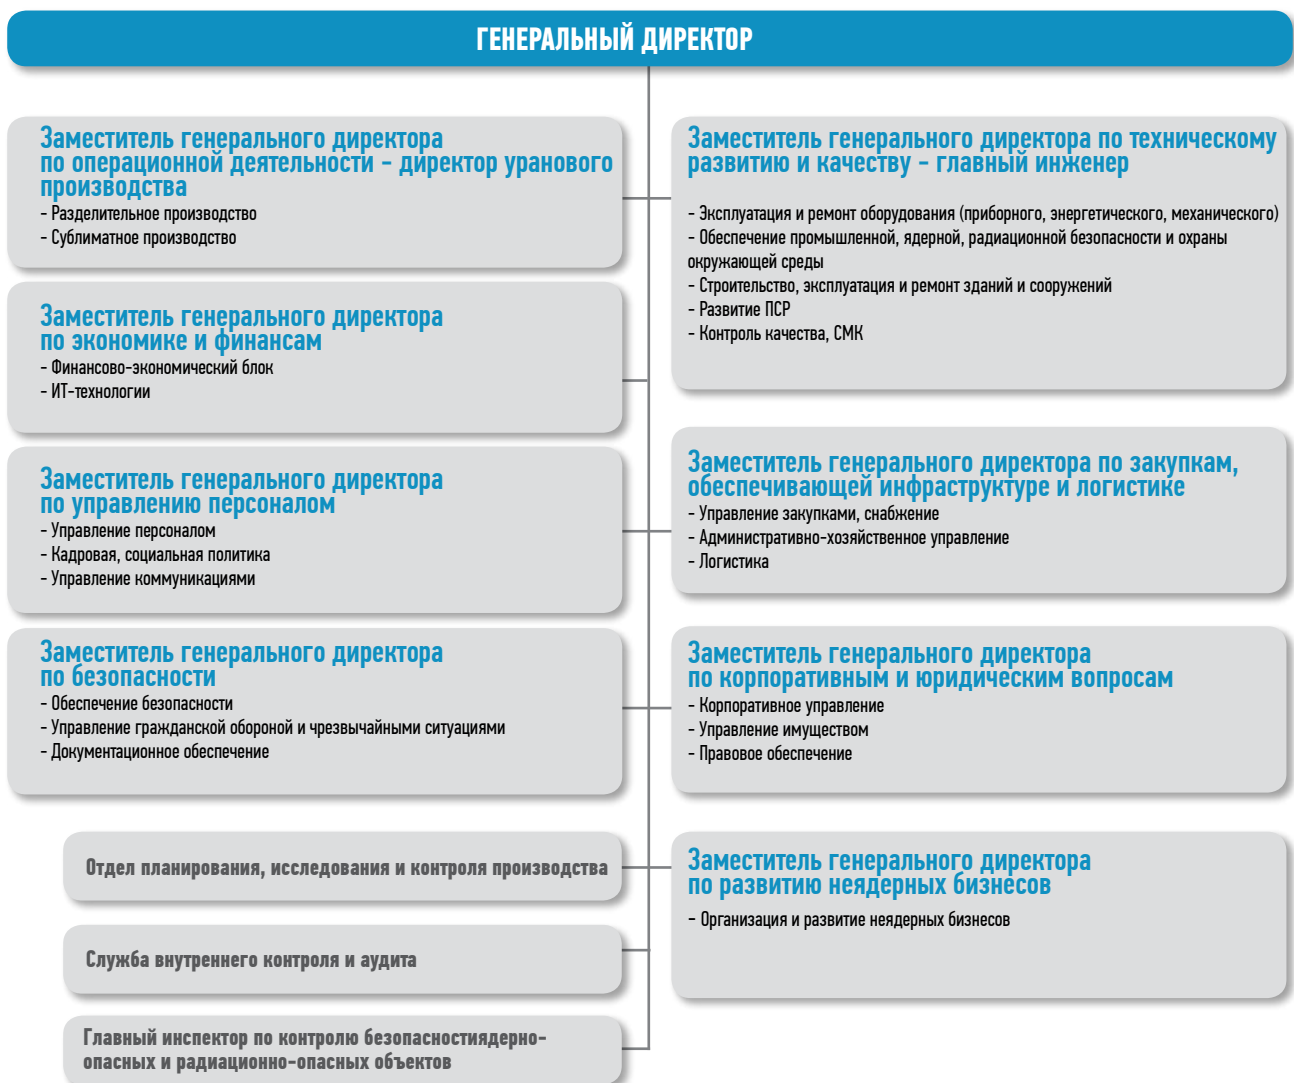 ГЕНЕРАЛЬНЫЙ ДИРЕКТОР
Заместитель генерального директора
по операционной деятельности - директор уранового
производства
- Разделительное производство
- Сублиматное производство
Заместитель генерального директора
по экономике и финансам
- Финансово-экономический блок
- ИТ-технологии
Заместитель генерального директора
по управлению персоналом
- Управление персоналом
- Кадровая, социальная политика
- Управление коммуникациями
Заместитель генерального директора
по безопасности
- Обеспечение безопасности
- Управление гражданской обороной и чрезвычайными ситуациями
- Документационное обеспечение
Отдел планирования, исследования и контроля производства
Служба внутреннего контроля и аудита
Главный инспектор по контролю безопасностиядерно-
опасных и радиационно-опасных объектов
Заместитель генерального директора по техническому
развитию и качеству - главный инженер
- Эксплуатация и ремонт оборудования (приборного, энергетического, механического)
- Обеспечение промышленной, ядерной, радиационной безопасности и охраны
окружающей среды
- Строительство, эксплуатация и ремонт зданий и сооружений
- Развитие ПСР
- Контроль качества, СМК
Заместитель генерального директора по закупкам,
обеспечивающей инфраструктуре и логистике
- Управление закупками, снабжение
- Административно-хозяйственное управление
- Логистика
Заместитель генерального директора
по корпоративным и юридическим вопросам
- Корпоративное управление
- Управление имуществом
- Правовое обеспечение
Заместитель генерального директора
по развитию неядерных бизнесов
- Организация и развитие неядерных бизнесов